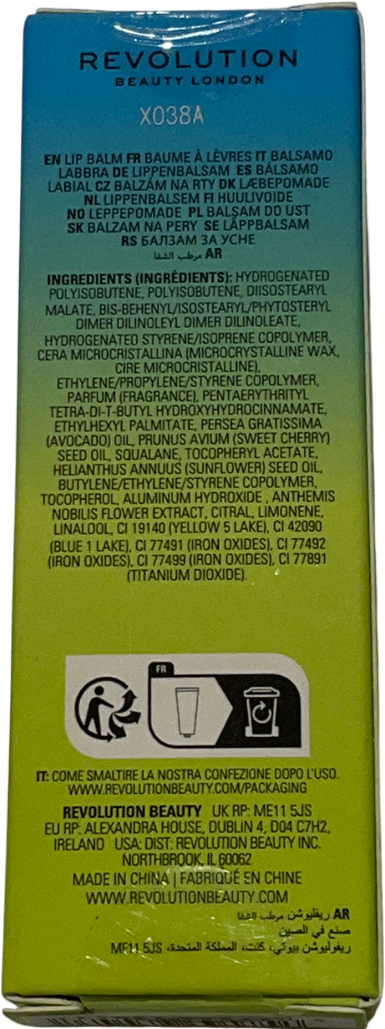 REVOLUTION
BEAUTY LONDON
X038A
EN LIP BALM FR BAUME À LÈVRES IT BALSAMO
LABBRA DE LIPPENBALSAM ES BÁLSAMO
LABIAL CZ BALZÁM NA RTY DK LÆBEPOMADE
NL LIPPENBALSEM FI HUULIVOIDE
NO LEPPEPOMADE PL BALSAM DO UST
SK BALZAM NA PERY SE LÄPPBALSAM
RS БАЛЗАМ ЗА УСНЕ
AR مرطب الشفا
INGREDIENTS (INGRÉDIENTS): HYDROGENATED
POLYISOBUTENE, POLYISOBUTENE, DIISOSTEARYL
MALATE, BIS-BEHENYL/ISOSTEARYL/PHYTOSTERYL
DIMER DILINOLEYL DIMER DILINOLEATE,
HYDROGENATED STYRENE/ISOPRENE COPOLYMER,
CERA MICROCRISTALLINA (MICROCRYSTALLINE WAX,
CIRE MICROCRISTALLINE),
ETHYLENE/PROPYLENE/STYRENE COPOLYMER,
PARFUM (FRAGRANCE), PENTAERYTHRITYL
TETRA-DI-T-BUTYL HYDROXYHYDROCINNAMATE,
ETHYLHEXYL PALMITATE, PERSEA GRATISSIMA
(AVOCADO) OIL, PRUNUS AVIUM (SWEET CHERRY)
SEED OIL, SQUALANE, TOCOPHERYL ACETATE,
HELIANTHUS ANNUUS (SUNFLOWER) SEED OIL,
BUTYLENE/ETHYLENE/STYRENE COPOLYMER,
TOCOPHEROL, ALUMINUM HYDROXIDE , ANTHEMIS
NOBILIS FLOWER EXTRACT, CITRAL, LIMONENE,
LINALOOL, CI 19140 (YELLOW 5 LAKE), CI 42090
(BLUE 1 LAKE), CI 77491 (IRON OXIDES), CI 77492
(IRON OXIDES), CI 77499 (IRON OXIDES), CI 77891
(TITANIUM DIOXIDE).
FR
IT: COME SMALTIRE LA NOSTRA CONFEZIONE DOPO L'USO.
WWW.REVOLUTIONBEAUTY.COM/PACKAGING
REVOLUTION BEAUTY UK RP: ME11 5JS
EU RP: ALEXANDRA HOUSE, DUBLIN 4, D04 C7H2,
IRELAND USA: DIST: REVOLUTION BEAUTY INC.
NORTHBROOK, IL 60062
MADE IN CHINA | FABRIQUÉ EN CHINE
WWW.REVOLUTIONBEAUTY.COM
AR ريفليوشن مرطب الشفا
صنع في الصين
ريفوليوشن بيوتي، كنت، المملكة المتحدة، ME11 5JS